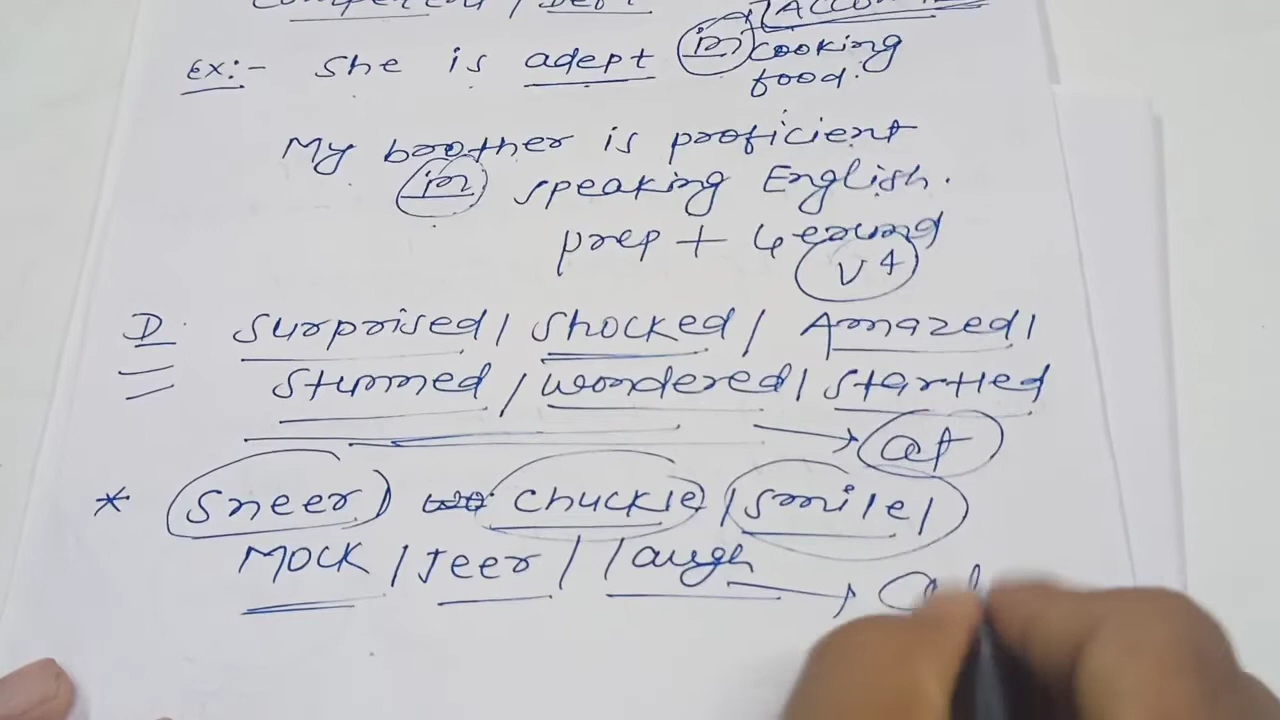 Ex:- She is adept in cooking
food.
My brother is proficient
in speaking English.
prep + Gerund
V4
D. Surprised / Shocked / Amazed /
Stunned / wondered / startled
→ at
* Sneer / chuckle / smile /
Mock / Jeer / laugh →